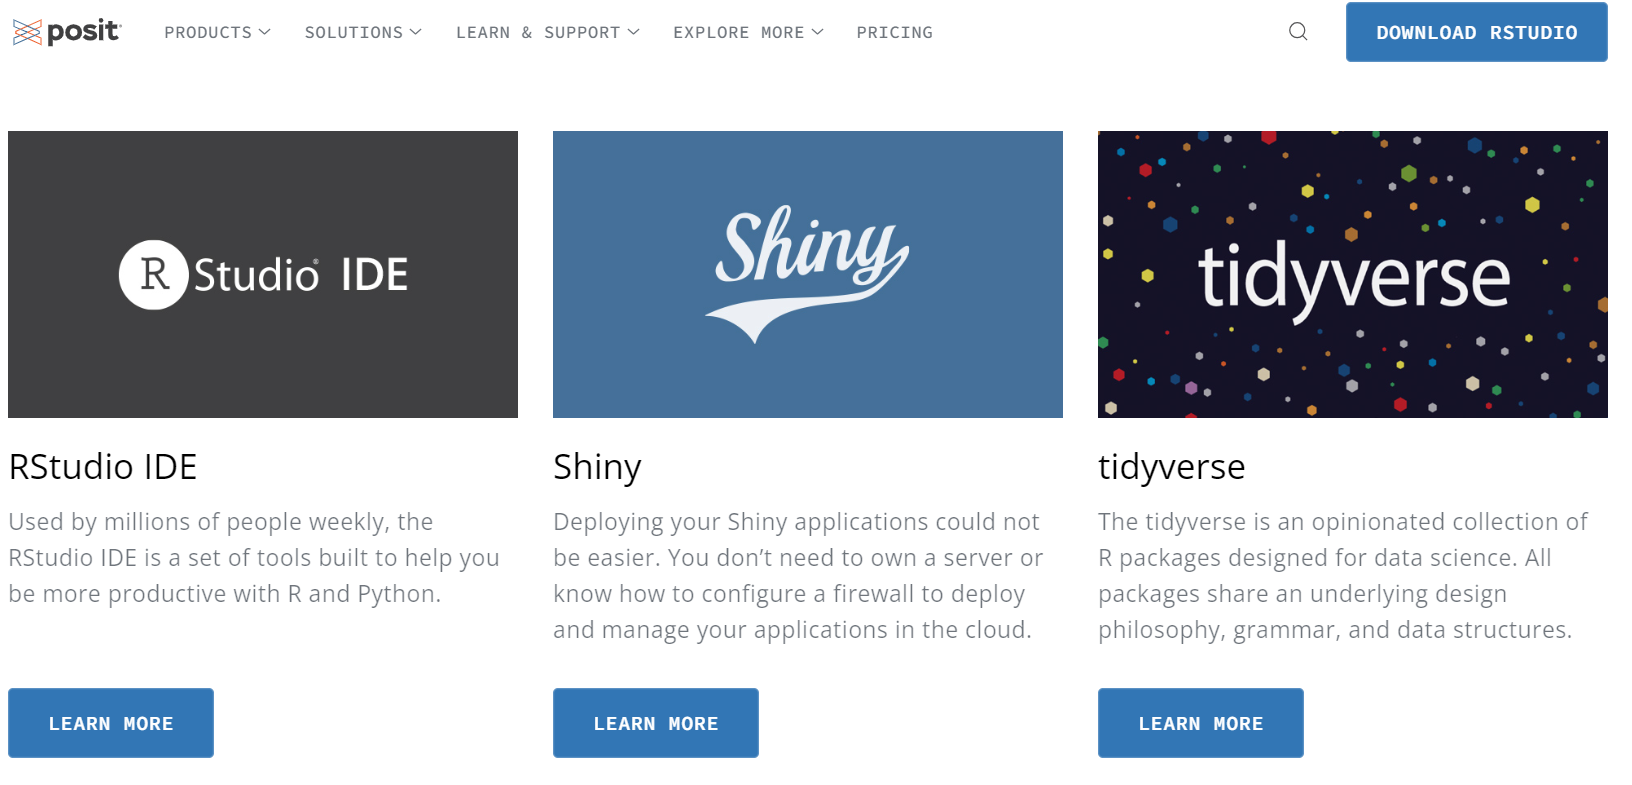 posit
PRODUCTS
SOLUTIONS
LEARN & SUPPORT
EXPLORE MORE
PRICING
DOWNLOAD RSTUDIO
R Studio® IDE
Shiny
tidyverse
RStudio IDE
Used by millions of people weekly, the
RStudio IDE is a set of tools built to help you
be more productive with R and Python.
LEARN MORE
Shiny
Deploying your Shiny applications could not
be easier. You don’t need to own a server or
know how to configure a firewall to deploy
and manage your applications in the cloud.
LEARN MORE
tidyverse
The tidyverse is an opinionated collection of
R packages designed for data science. All
packages share an underlying design
philosophy, grammar, and data structures.
LEARN MORE